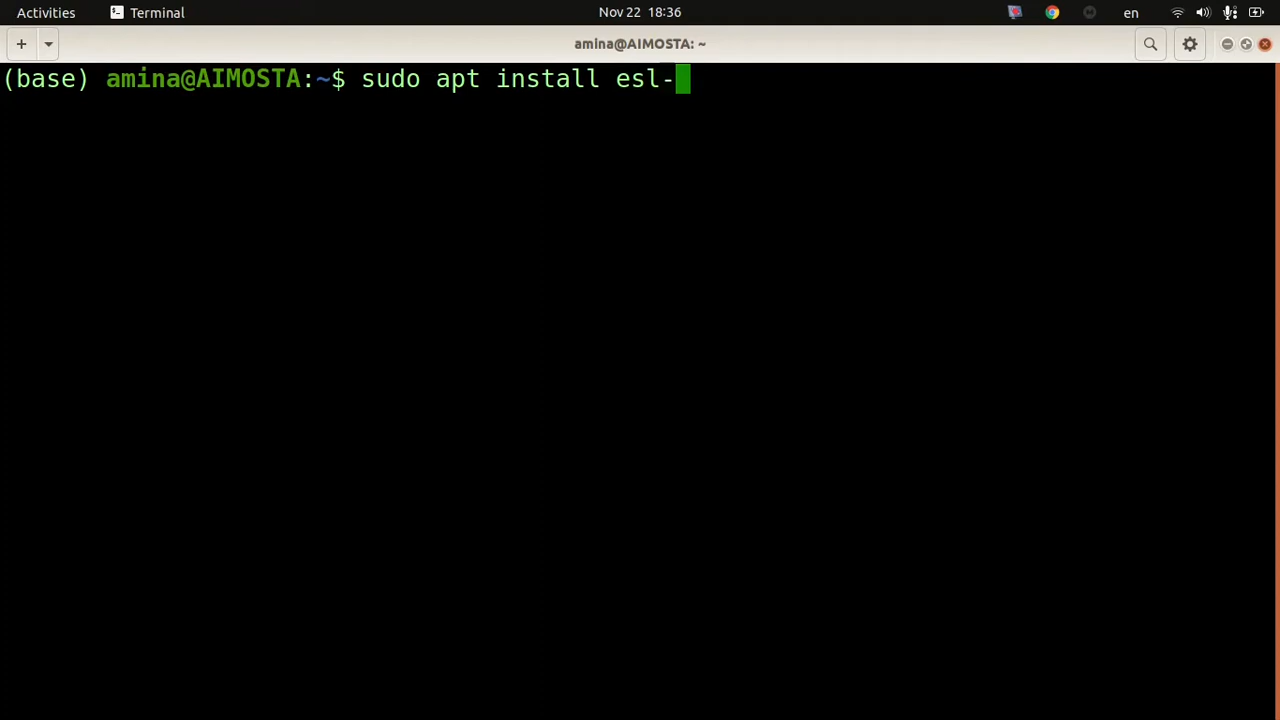 Activities Terminal Nov 22 18:36 en
amina@AIMOSTA: ~
(base) amina@AIMOSTA:~$ sudo apt install esl-